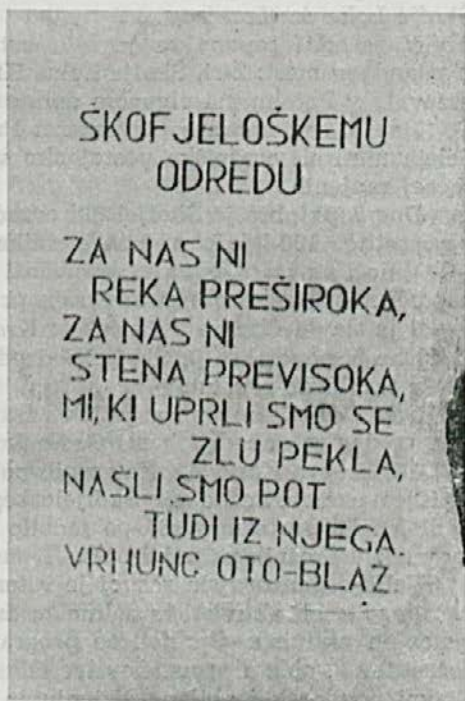 ŠKOFJELOŠKEMU
ODREDU
ZA NAS NI
REKA PREŠIROKA,
ZA NAS NI
STENA PREVISOKA,
MI, KI UPRLI SMO SE
ZLU PEKLA,
NAŠLI SMO POT
TUDI IZ NJEGA.
VRHUNC OTO-BLAŽ